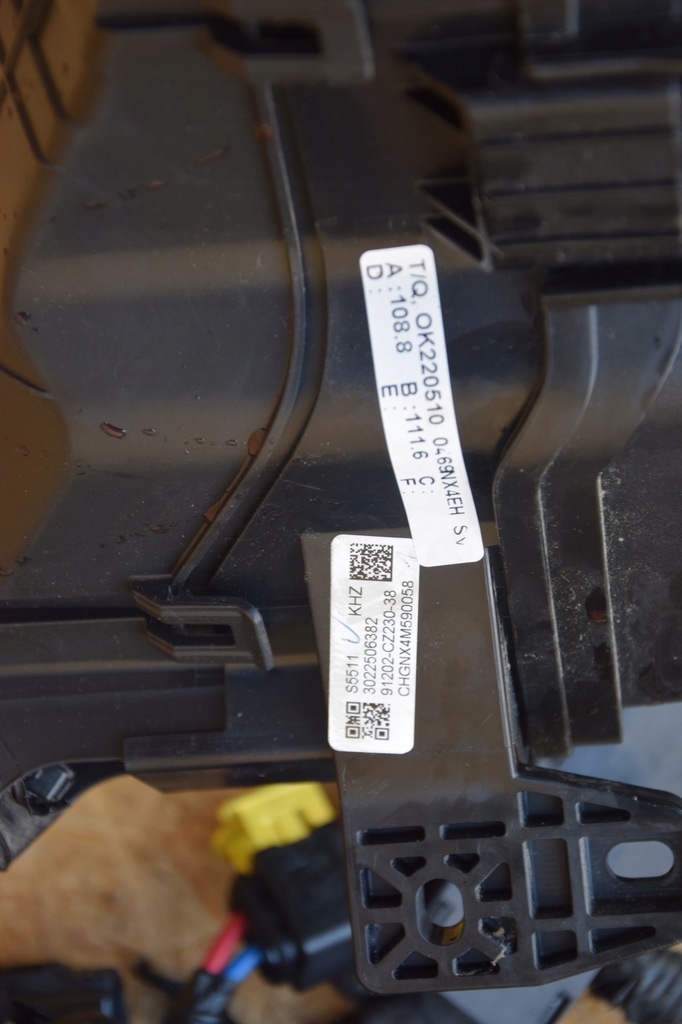 T/Q, OK220510 0469NX4EH Sv
A : 108.8 B : 111.6 C :
D : E : F :
S5511 KHZ
3022506382
91202-CZ230-38
CHGNX4M590058